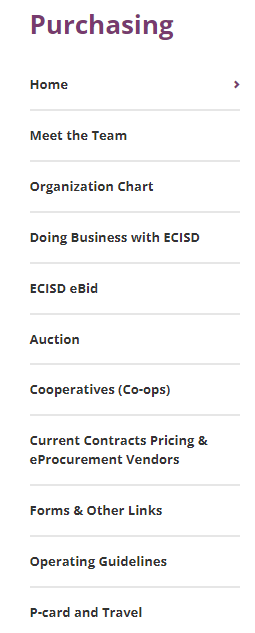 Purchasing
Home
Meet the Team
Organization Chart
Doing Business with ECISD
ECISD eBid
Auction
Cooperatives (Co-ops)
Current Contracts Pricing &
eProcurement Vendors
Forms & Other Links
Operating Guidelines
P-card and Travel